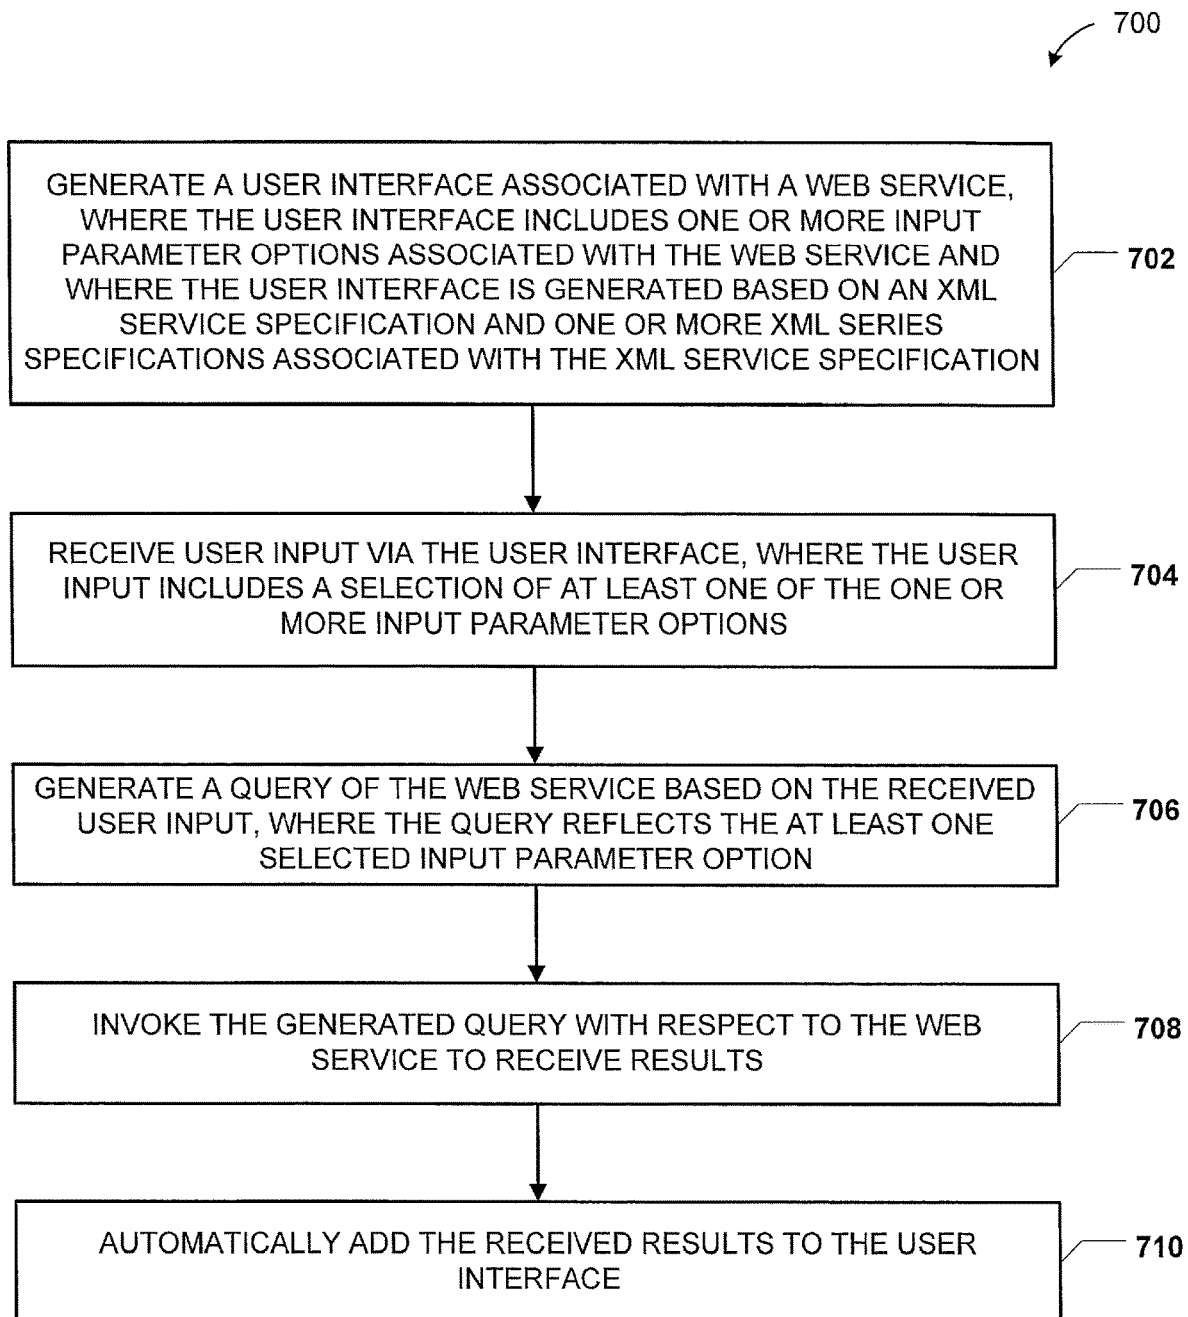 700
GENERATE A USER INTERFACE ASSOCIATED WITH A WEB SERVICE,
WHERE THE USER INTERFACE INCLUDES ONE OR MORE INPUT
PARAMETER OPTIONS ASSOCIATED WITH THE WEB SERVICE AND
WHERE THE USER INTERFACE IS GENERATED BASED ON AN XML
SERVICE SPECIFICATION AND ONE OR MORE XML SERIES
SPECIFICATIONS ASSOCIATED WITH THE XML SERVICE SPECIFICATION
702
RECEIVE USER INPUT VIA THE USER INTERFACE, WHERE THE USER
INPUT INCLUDES A SELECTION OF AT LEAST ONE OF THE ONE OR
MORE INPUT PARAMETER OPTIONS
704
GENERATE A QUERY OF THE WEB SERVICE BASED ON THE RECEIVED
USER INPUT, WHERE THE QUERY REFLECTS THE AT LEAST ONE
SELECTED INPUT PARAMETER OPTION
706
INVOKE THE GENERATED QUERY WITH RESPECT TO THE WEB
SERVICE TO RECEIVE RESULTS
708
AUTOMATICALLY ADD THE RECEIVED RESULTS TO THE USER
INTERFACE
710